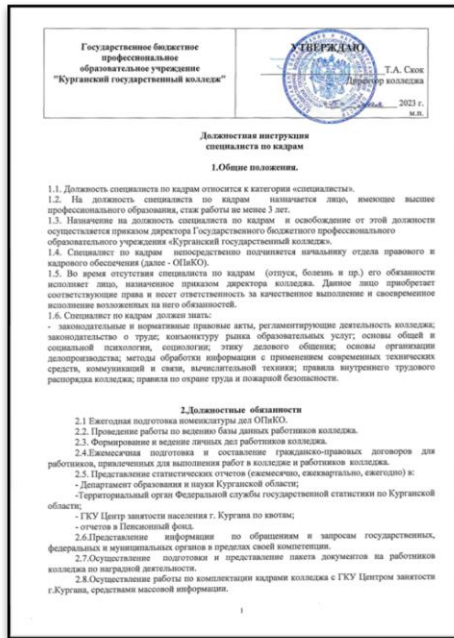 Государственное бюджетное
профессиональное
образовательное учреждение
"Курганский государственный колледж"
УТВЕРЖДАЮ
Т.А. Скок
Директор колледжа
2023 г.
м.п.
Должностная инструкция
специалиста по кадрам
1.Общие положения.
1.1. Должность специалиста по кадрам относится к категории «специалисты».
1.2. На должность специалиста по кадрам назначается лицо, имеющее высшее
профессионального образования, стаж работы не менее 3 лет.
1.3. Назначение на должность специалиста по кадрам и освобождение от этой должности
осуществляется приказом директора Государственного бюджетного профессионального
образовательного учреждения «Курганский государственный колледж».
1.4. Специалист по кадрам непосредственно подчиняется начальнику отдела правового и
кадрового обеспечения (далее - ОПиКО).
1.5. Во время отсутствия специалиста по кадрам (отпуск, болезнь и пр.) его обязанности
исполняет лицо, назначенное приказом директора колледжа. Данное лицо приобретает
соответствующие права и несет ответственность за качественное выполнение и своевременное
исполнение возложенных на него обязанностей.
1.6. Специалист по кадрам должен знать:
- законодательные и нормативные правовые акты, регламентирующие деятельность колледжа;
законодательство о труде; конъюнктуру рынка образовательных услуг; основы общей и
социальной психологии, социологии; этику делового общения; основы организации
делопроизводства; методы обработки информации с применением современных технических
средств, коммуникаций и связи, вычислительной техники; правила внутреннего трудового
распорядка колледжа; правила по охране труда и пожарной безопасности.
2.Должностные обязанности
2.1 Ежегодная подготовка номенклатуры дел ОПиКО.
2.2. Проведение работы по ведению базы данных работников колледжа.
2.3. Формирование и ведение личных дел работников колледжа.
2.4.Ежемесячная подготовка и составление гражданско-правовых договоров для
работников, привлеченных для выполнения работ в колледже и работников колледжа.
2.5. Представление статистических отчетов (ежемесячно, ежеквартально, ежегодно) в:
- Департамент образования и науки Курганской области;
-Территориальный орган Федеральной службы государственной статистики по Курганской
области;
- ГКУ Центр занятости населения г. Кургана по квотам;
- отчетов в Пенсионный фонд.
2.6.Представление информации по обращениям и запросам государственных,
федеральных и муниципальных органов в пределах своей компетенции.
2.7.Осуществление подготовки и представление пакета документов на работников
колледжа по наградной деятельности.
2.8.Осуществление работы по комплектации кадрами колледжа с ГКУ Центром занятости
г.Кургана, средствами массовой информации.
1